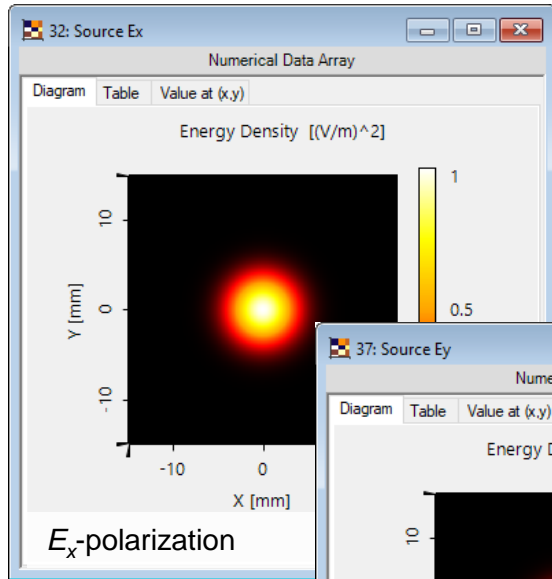 32: Source Ex
Numerical Data Array
Diagram Table Value at (x,y)
Energy Density [(V/m)^2]
1
0.5
10
0
-10
Y [mm]
-10 0
X [mm]
Ex-polarization
37: Source Ey
Diagram Table Value at (x,y)
10